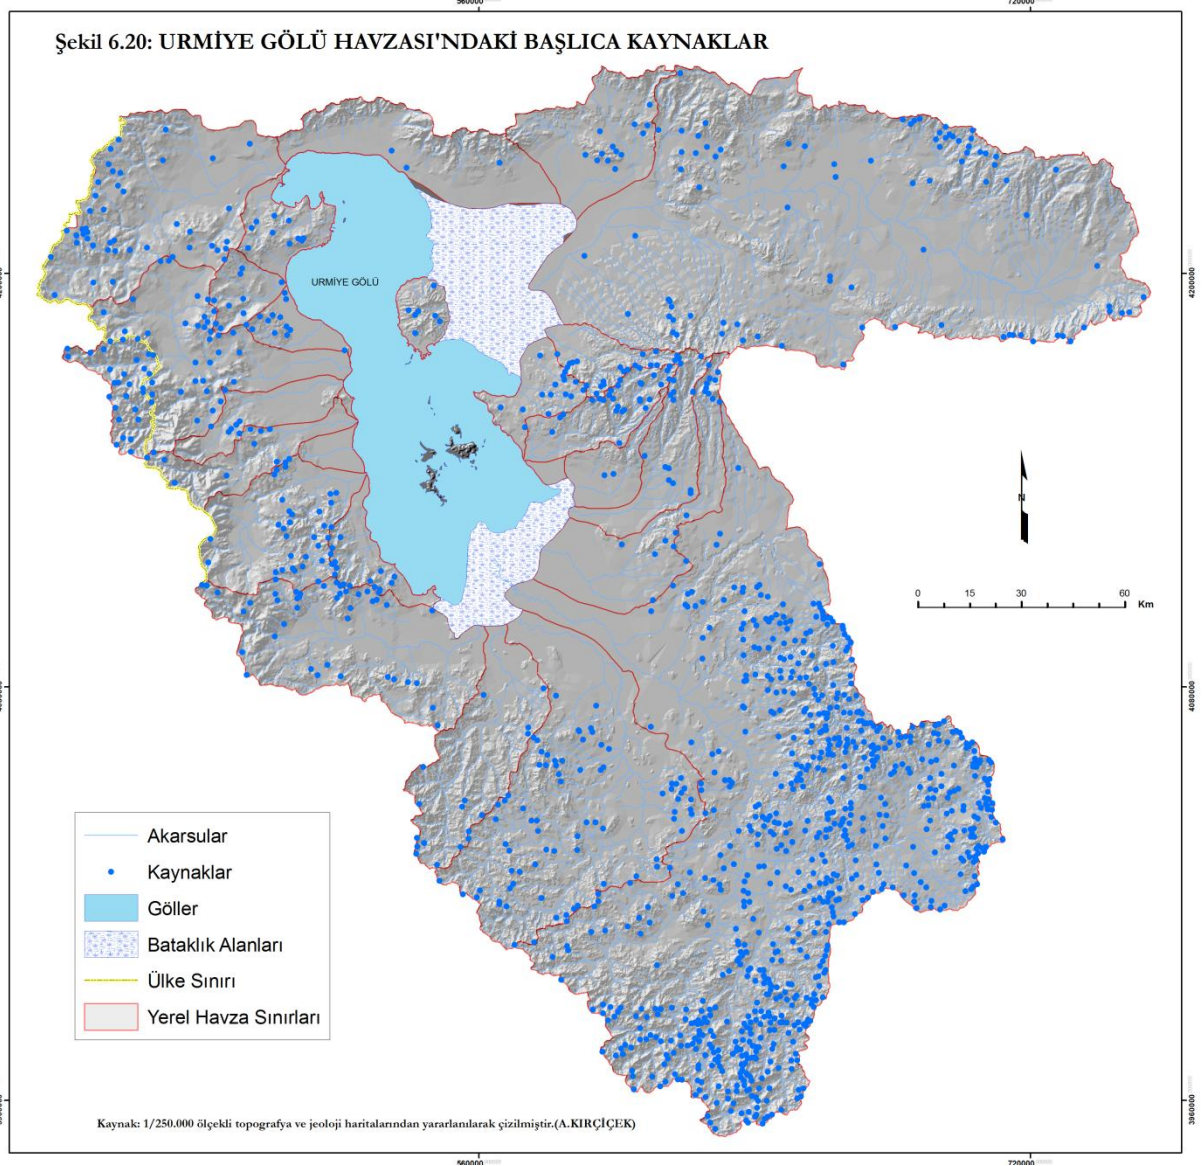 560000
720000
Şekil 6.20: URMİYE GÖLÜ HAVZASI'NDAKİ BAŞLICA KAYNAKLAR
4200000
URMİYE GÖLÜ
N
0 15 30 60
Km
4080000
Akarsular
Kaynaklar
Göller
Bataklık Alanları
Ülke Sınırı
Yerel Havza Sınırları
3960000
Kaynak: 1/250.000 ölçekli topografya ve jeoloji haritalarından yararlanılarak çizilmiştir.(A.KIRÇİÇEK)
560000
720000